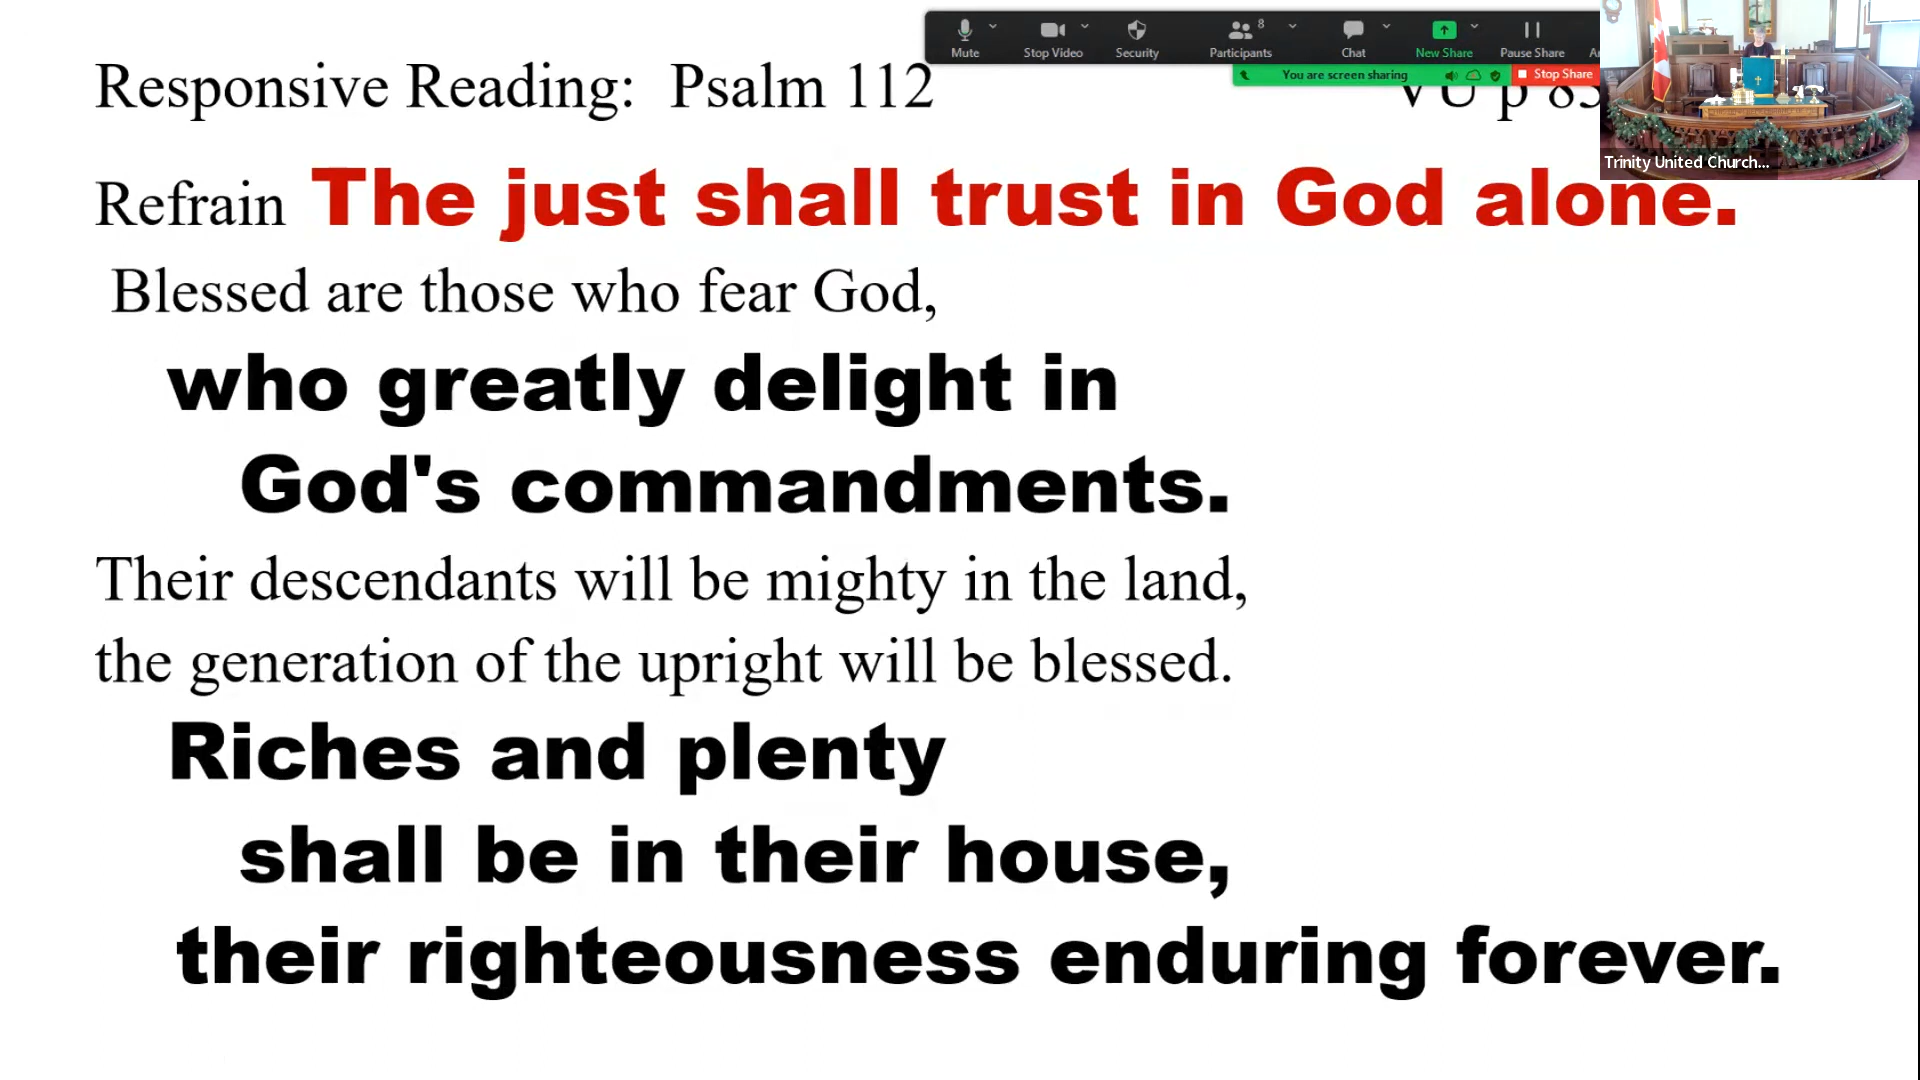 Mute
Stop Video
Security
Participants 8
Chat
New Share
Pause Share
You are screen sharing
Stop Share
Responsive Reading: Psalm 112 VU p
Trinity United Church...
Refrain The just shall trust in God alone.
Blessed are those who fear God,
who greatly delight in
God's commandments.
Their descendants will be mighty in the land,
the generation of the upright will be blessed.
Riches and plenty
shall be in their house,
their righteousness enduring forever.